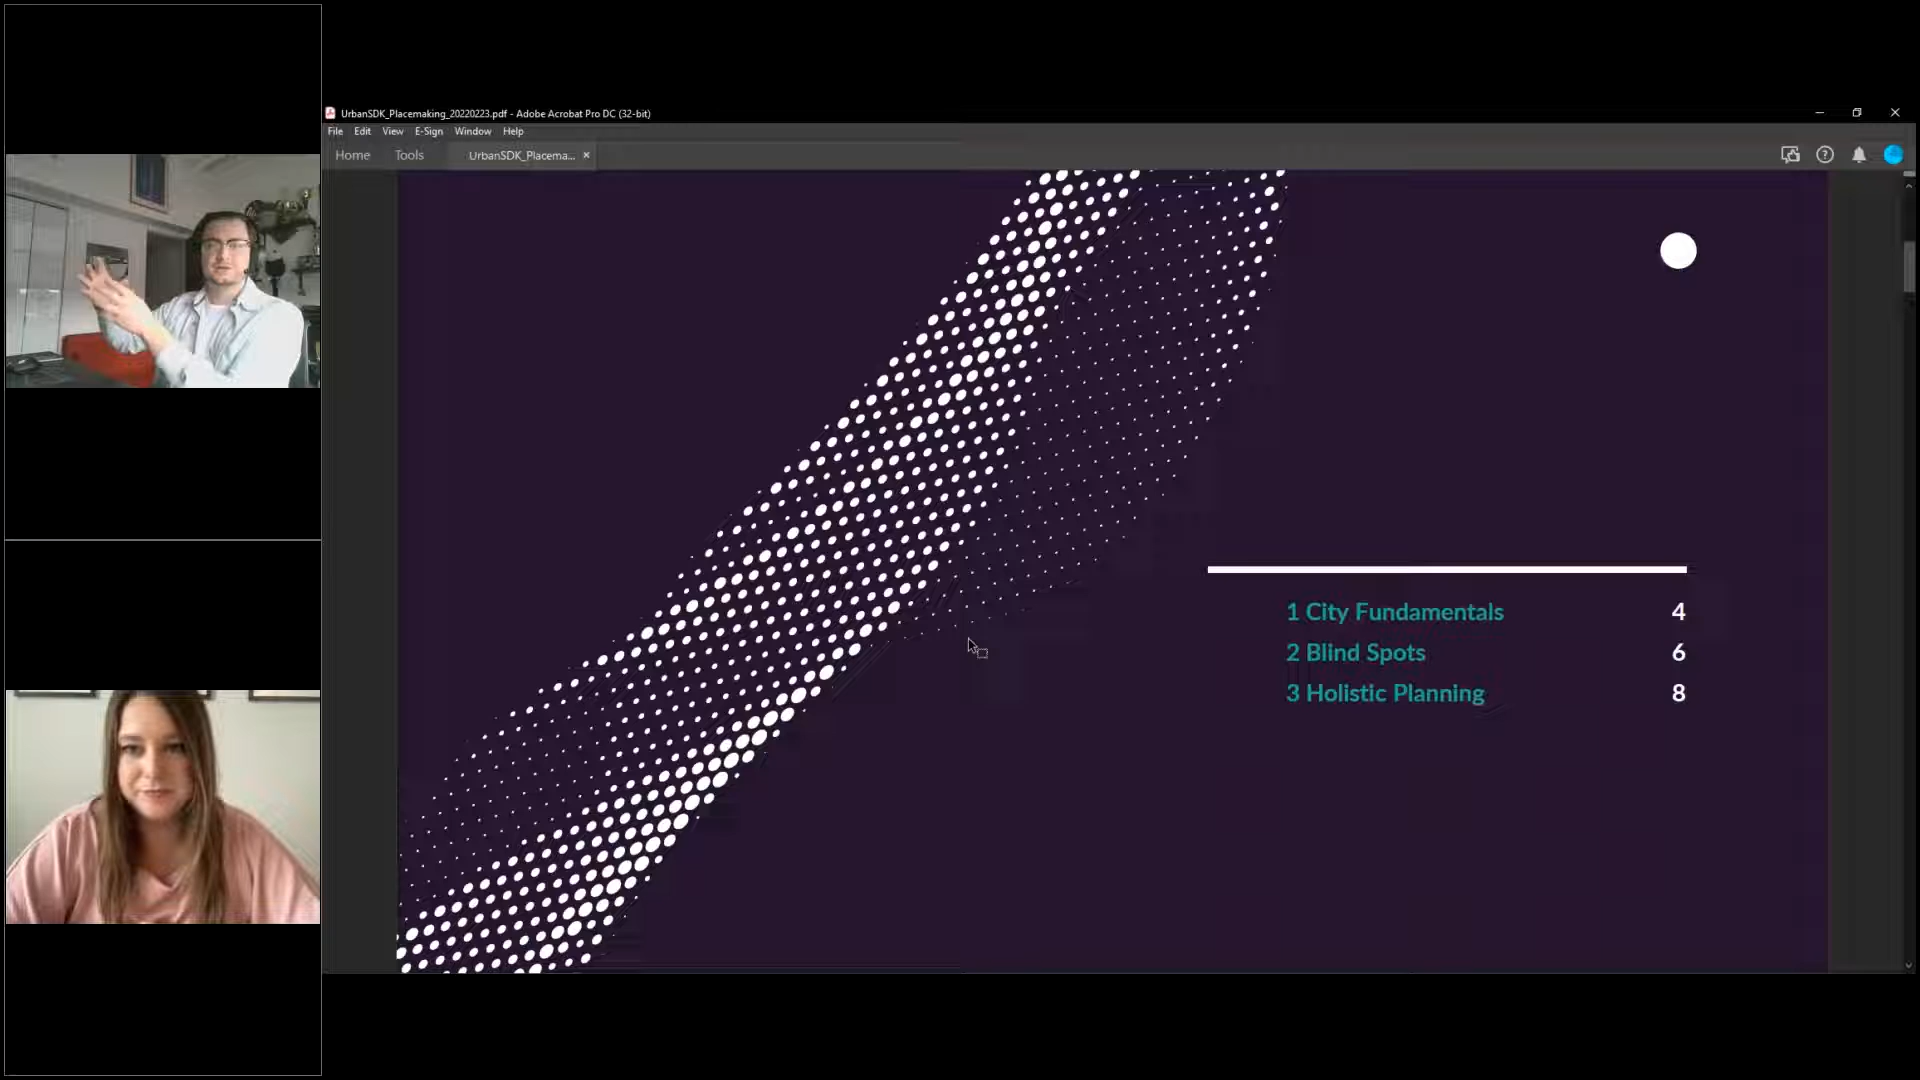 UrbanSDK_Placemaking_20220223.pdf - Adobe Acrobat Pro DC (32-bit)
File Edit View E-Sign Window Help
Home Tools UrbanSDK_Placema...
1 City Fundamentals 4
2 Blind Spots 6
3 Holistic Planning 8